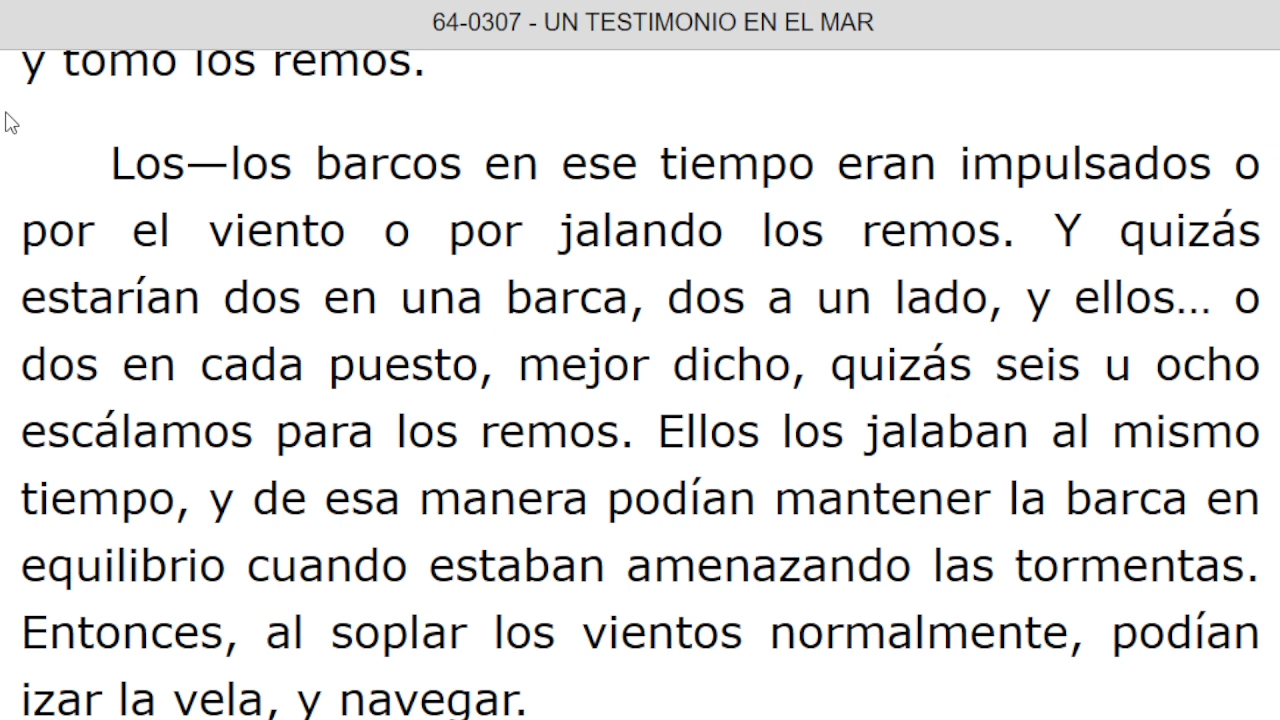 64-0307 - UN TESTIMONIO EN EL MAR
y tomo los remos.
Los—los barcos en ese tiempo eran impulsados o
por el viento o por jalando los remos. Y quizás
estarían dos en una barca, dos a un lado, y ellos... o
dos en cada puesto, mejor dicho, quizás seis u ocho
escálamos para los remos. Ellos los jalaban al mismo
tiempo, y de esa manera podían mantener la barca en
equilibrio cuando estaban amenazando las tormentas.
Entonces, al soplar los vientos normalmente, podían
izar la vela, y navegar.